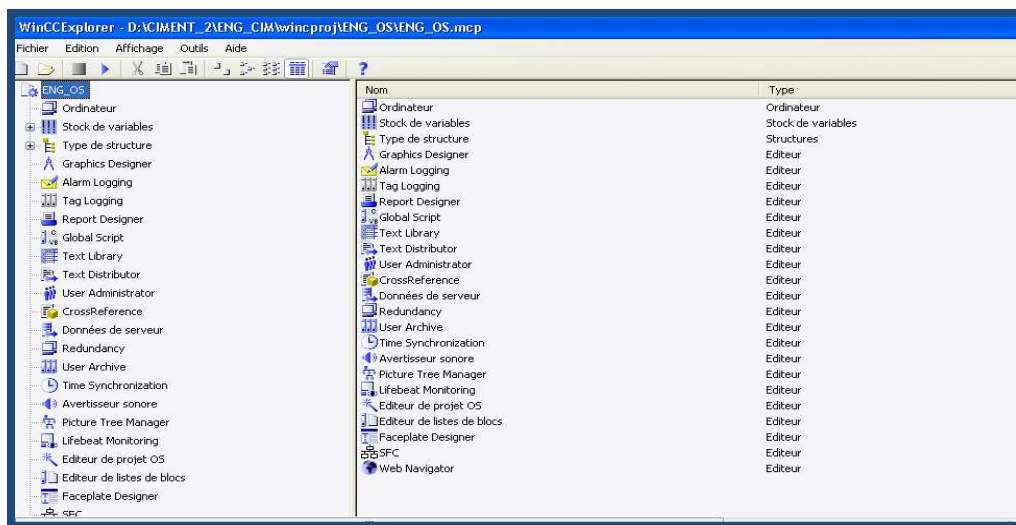 WinCCExplorer - D:\CIMENT_2\ENG_CIM\wincproj\ENG_OS\ENG_OS.mcp
Fichier Edition Affichage Outils Aide
ENG_OS
Ordinateur
Stock de variables
Type de structure
Graphics Designer
Alarm Logging
Tag Logging
Report Designer
Global Script
Text Library
Text Distributor
User Administrator
CrossReference
Données de serveur
Redundancy
User Archive
Time Synchronization
Avertisseur sonore
Picture Tree Manager
Lifebeat Monitoring
Editeur de projet OS
Editeur de listes de blocs
Faceplate Designer
SFC
Nom Type
Ordinateur Ordinateur
Stock de variables Stock de variables
Type de structure Structures
Graphics Designer Editeur
Alarm Logging Editeur
Tag Logging Editeur
Report Designer Editeur
Global Script Editeur
Text Library Editeur
Text Distributor Editeur
User Administrator Editeur
CrossReference Editeur
Données de serveur Editeur
Redundancy Editeur
User Archive Editeur
Time Synchronization Editeur
Avertisseur sonore Editeur
Picture Tree Manager Editeur
Lifebeat Monitoring Editeur
Editeur de projet OS Editeur
Editeur de listes de blocs Editeur
Faceplate Designer Editeur
SFC Editeur
Web Navigator Editeur